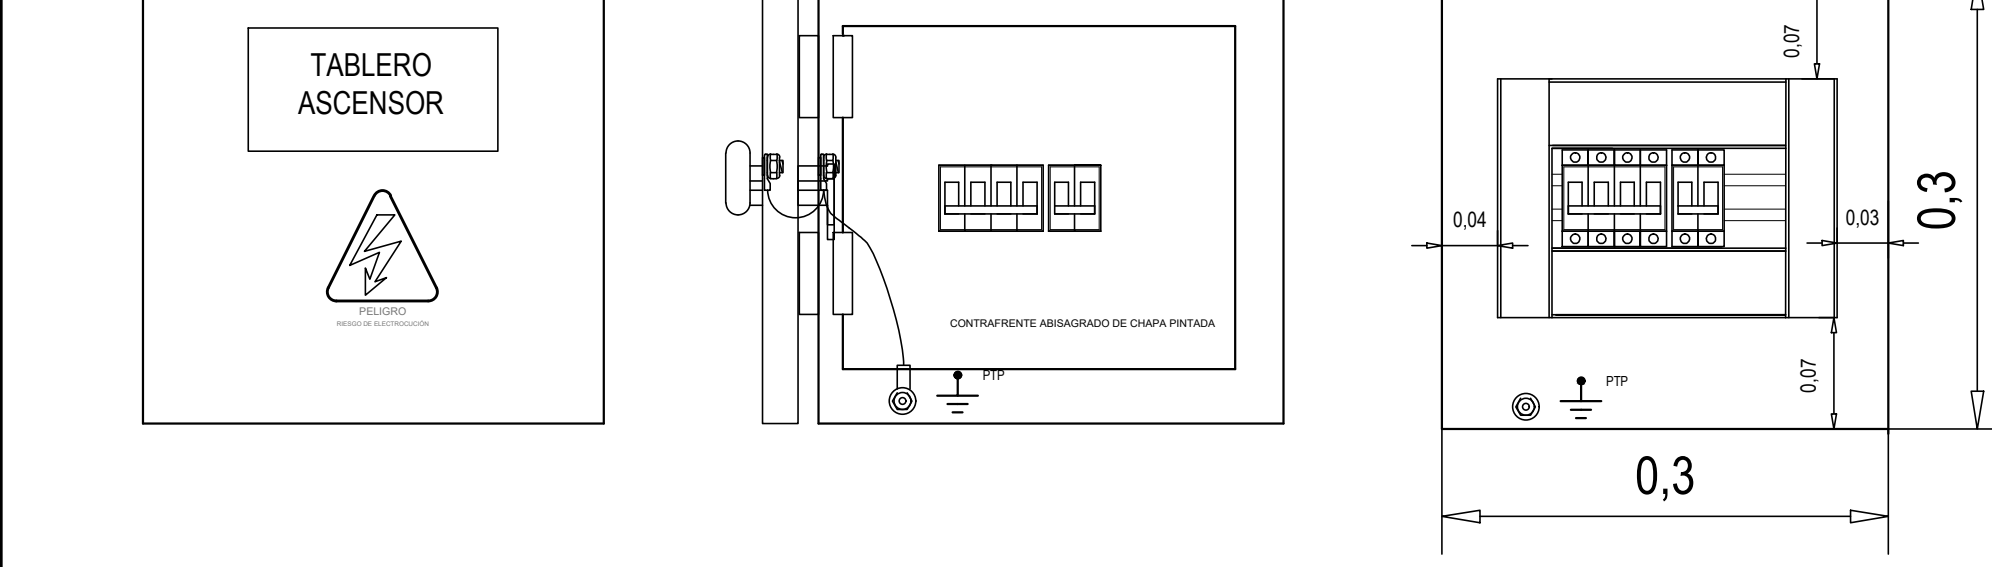 TABLERO
ASCENSOR
PELIGRO
RIESGO DE ELECTROCUCIÓN
CONTRAFRENTE ABISAGRADO DE CHAPA PINTADA
PTP
0,07
0,04
0,03
0,3
0,07
PTP
0,3